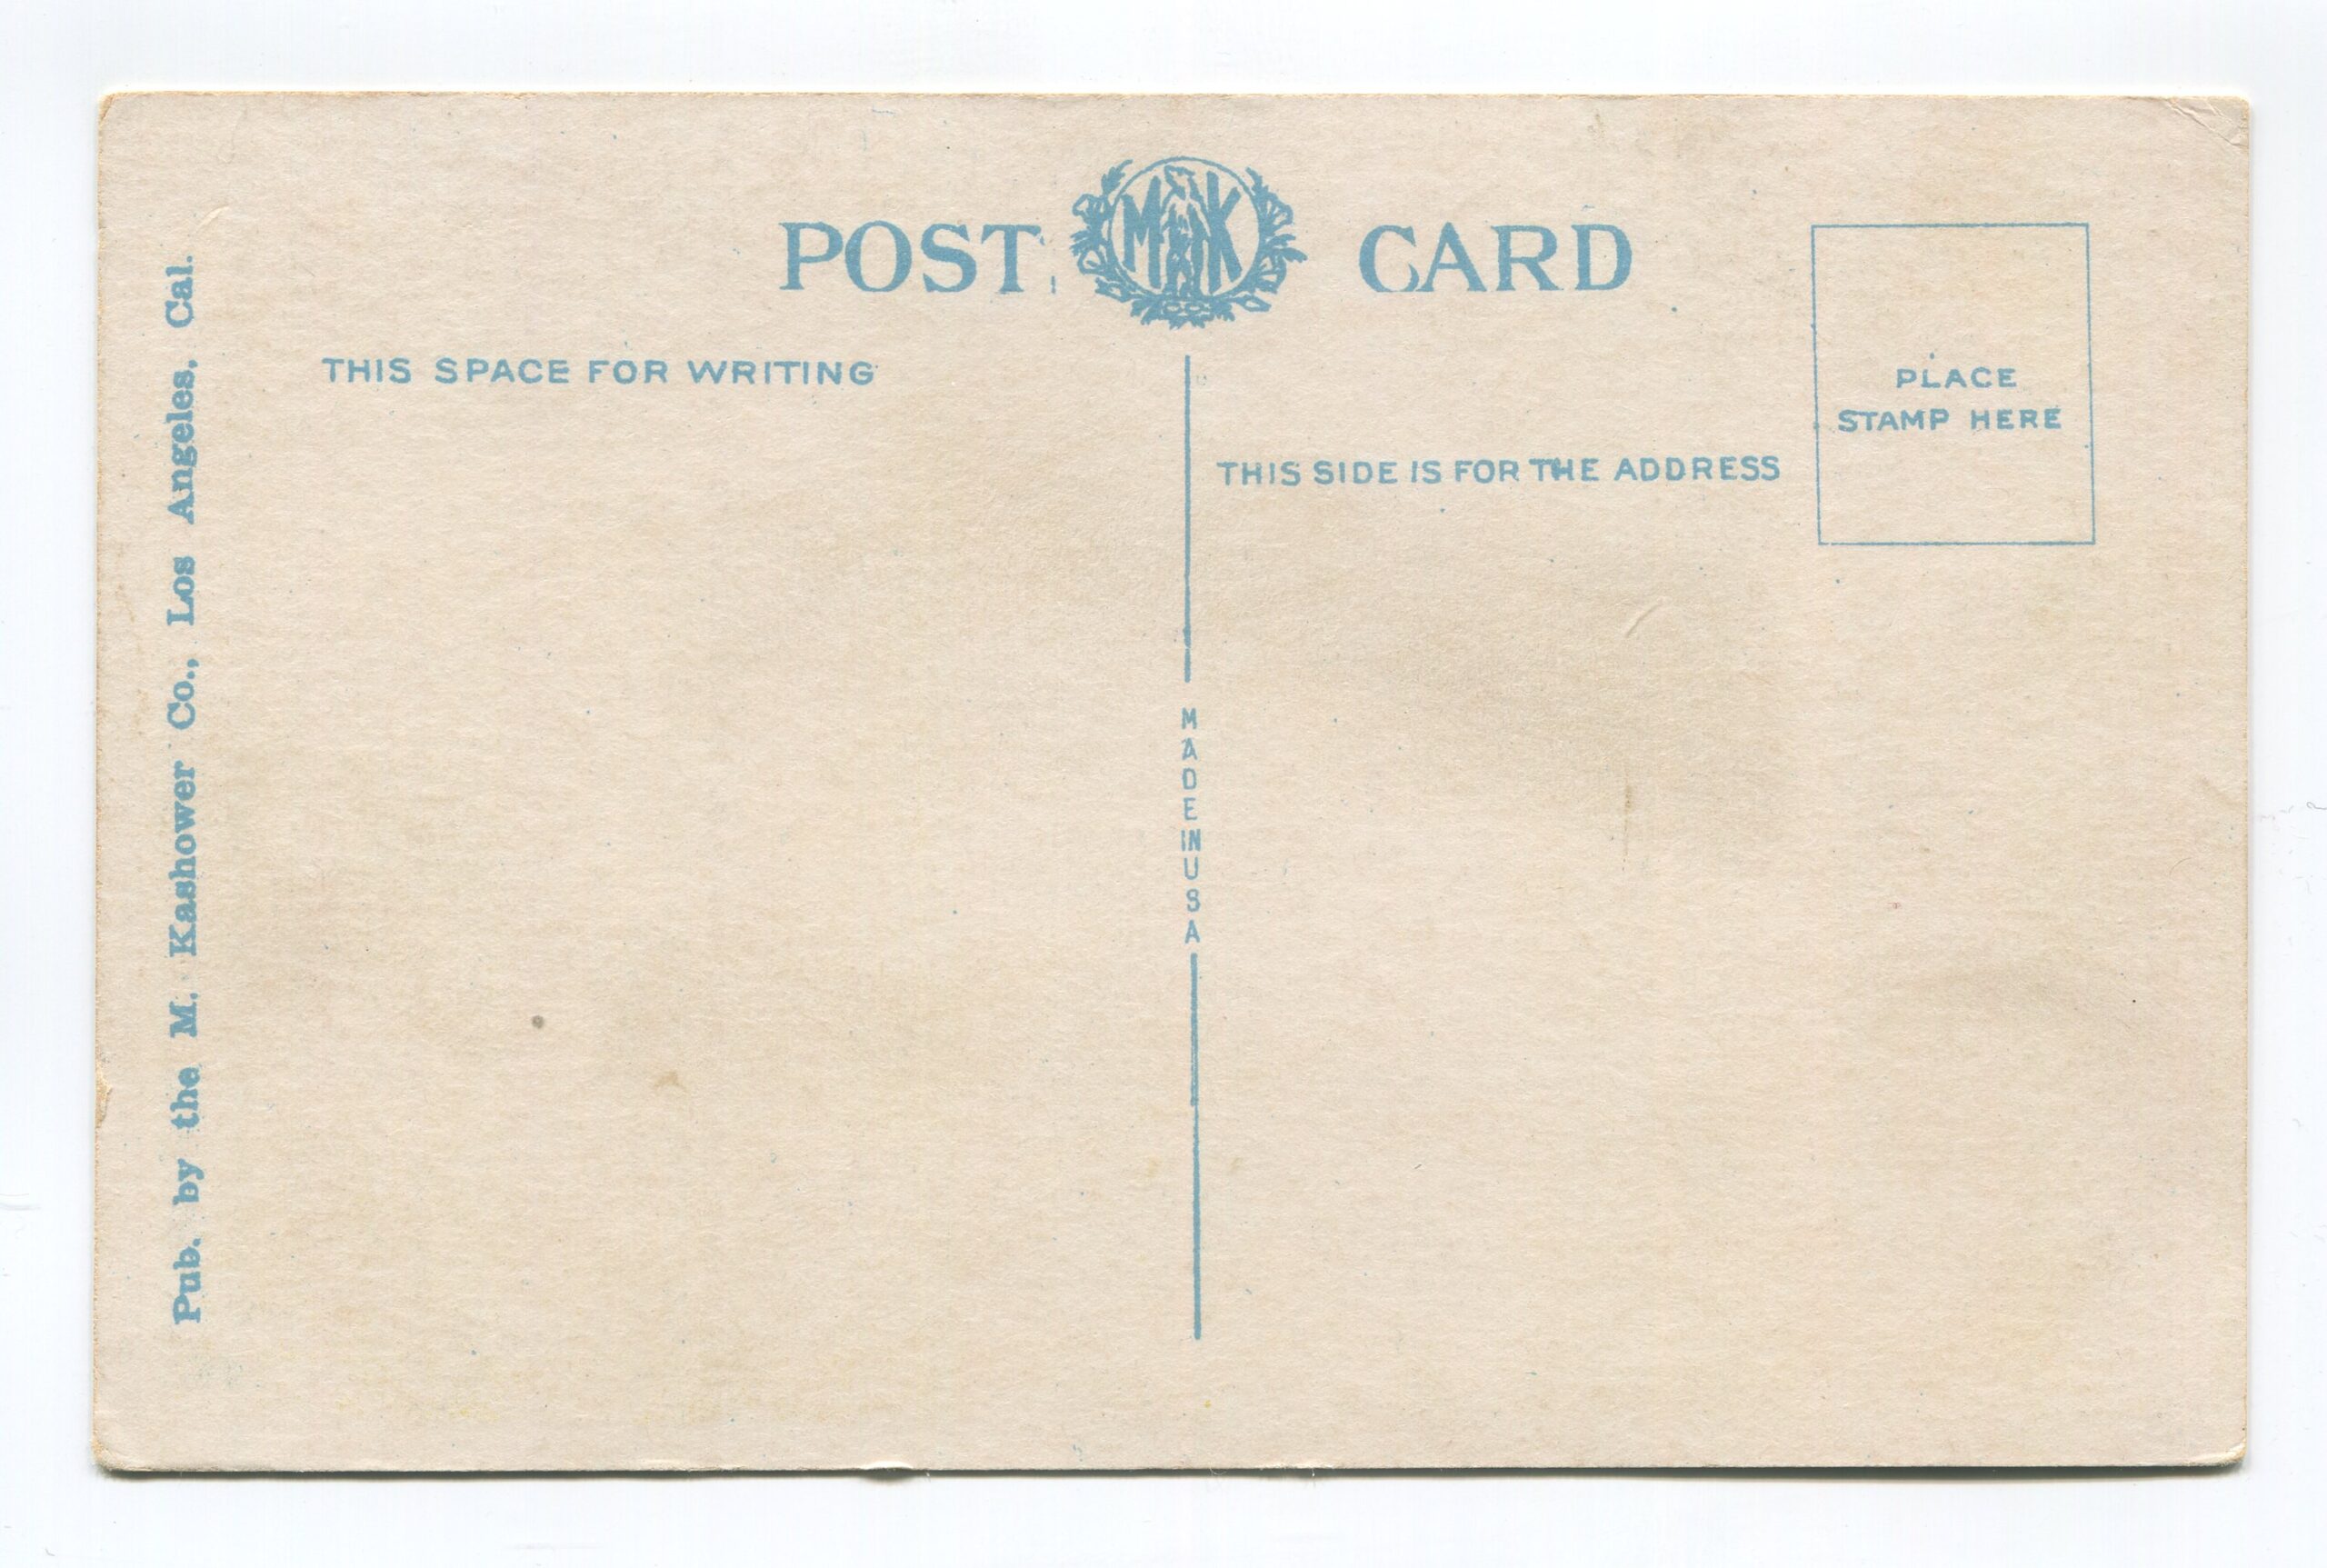 POST MK CARD
THIS SPACE FOR WRITING
THIS SIDE IS FOR THE ADDRESS
PLACE
STAMP HERE
MADE IN USA
Pub. by the M. Kashower Co., Los Angeles, Cal.